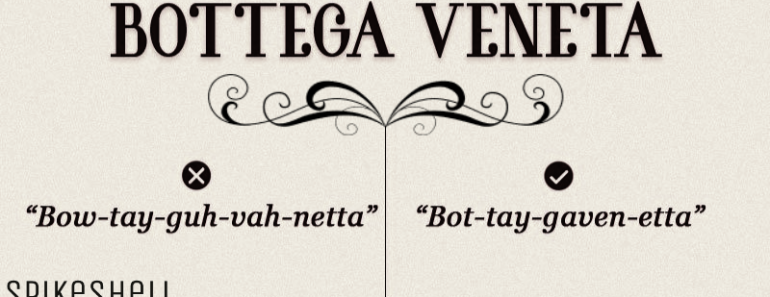 BOTTEGA VENETA
“Bow-tay-guh-vah-netta”
“Bot-tay-gaven-etta”
SPIKESHELL